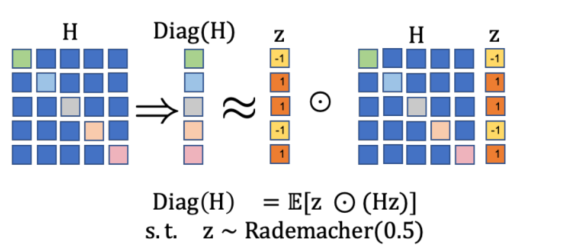 H Diag(H) z H z
⇒ ≈ ⊙
-1 -1
1 1
1 1
-1 -1
1 1
Diag(H) = 𝔼[z ⊙ (Hz)]
s.t. z ~ Rademacher(0.5)